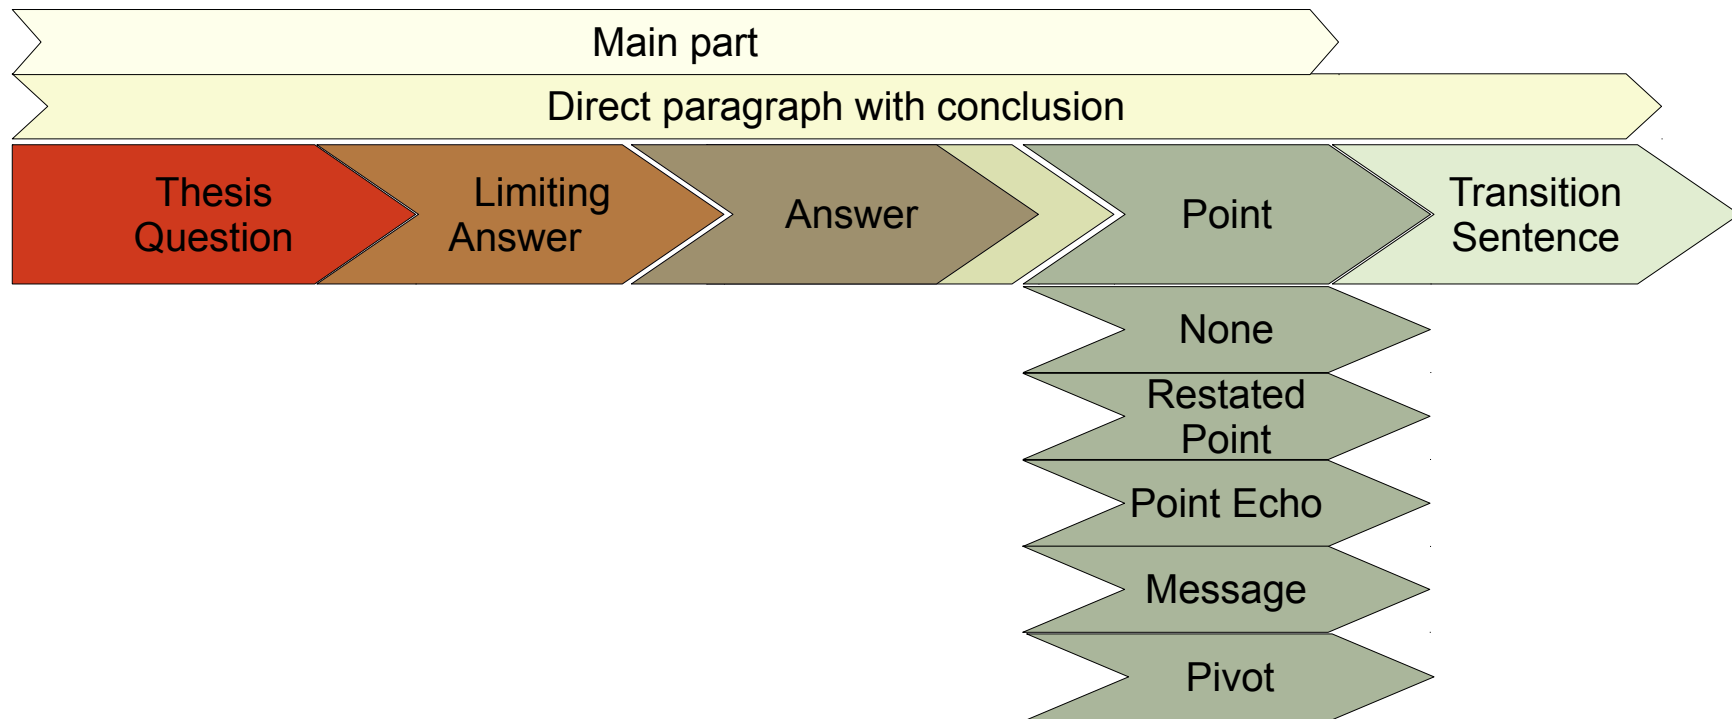 Main part
Direct paragraph with conclusion
Thesis
Question
Limiting
Answer
Answer
Point
Transition
Sentence
None
Restated
Point
Point Echo
Message
Pivot